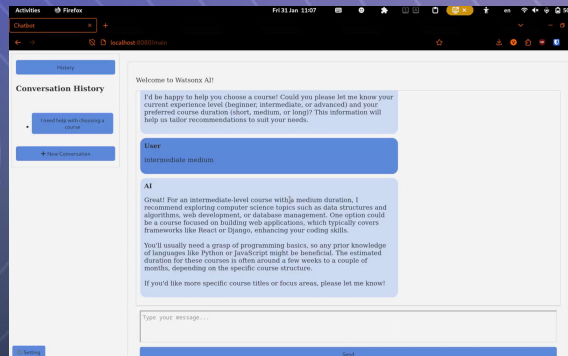 Activities Firefox Fri 31 Jan 11:07 en
Chatbot
localhost:8080/main
History
Conversation History
I need help with choosing a
course
+ New Conversation
Setting
Welcome to Watsonx AI!
I'd be happy to help you choose a course! Could you please let me know your
current experience level (beginner, intermediate, or advanced) and your
preferred course duration (short, medium, or long)? This information will
help us tailor recommendations to suit your needs.
User
intermediate medium
AI
Great! For an intermediate-level course with a medium duration, I
recommend exploring computer science topics such as data structures and
algorithms, web development, or database management. One option could
be a course focused on building web applications, which typically covers
frameworks like React or Django, enhancing your coding skills.
You'll usually need a grasp of programming basics, so any prior knowledge
of languages like Python or JavaScript might be beneficial. The estimated
duration for these courses is often around a few weeks to a couple of
months, depending on the specific course structure.
If you'd like more specific course titles or focus areas, please let me know!
Type your message...
Send